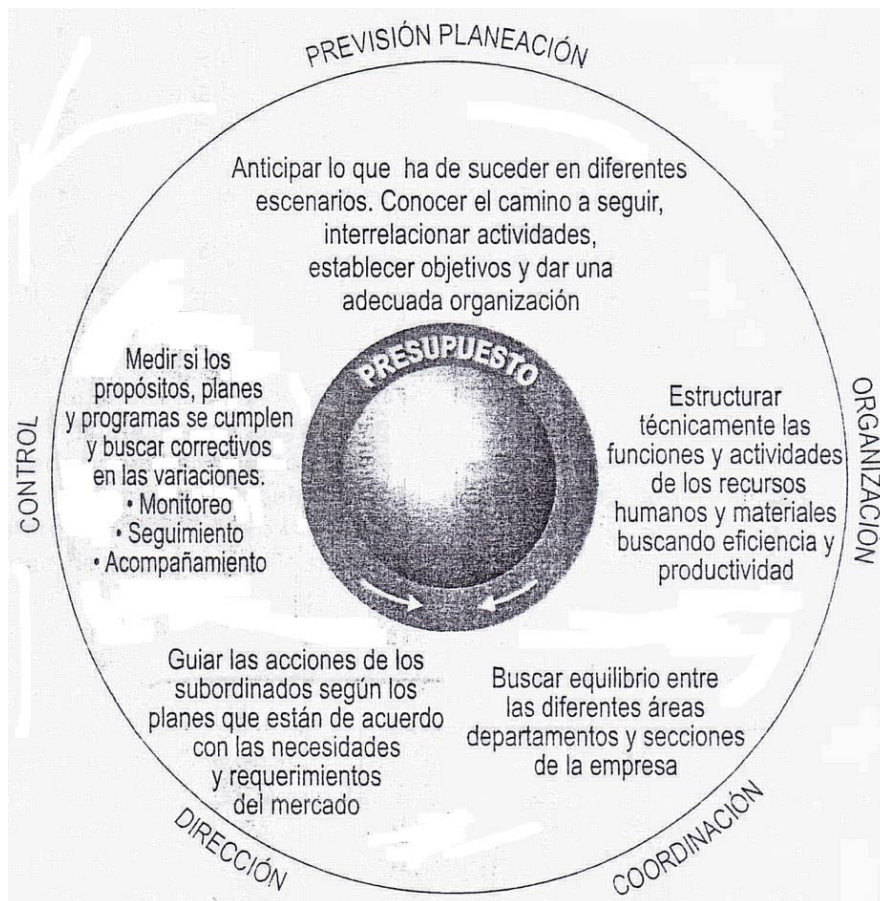 PREVISIÓN PLANEACIÓN
Anticipar lo que ha de suceder en diferentes
escenarios. Conocer el camino a seguir,
interrelacionar actividades,
establecer objetivos y dar una
adecuada organización
PRESUPUESTO
ORGANIZACIÓN
Estructurar
técnicamente las
funciones y actividades
de los recursos
humanos y materiales
buscando eficiencia y
productividad
COORDINACIÓN
Buscar equilibrio entre
las diferentes áreas
departamentos y secciones
de la empresa
DIRECCIÓN
Guiar las acciones de los
subordinados según los
planes que están de acuerdo
con las necesidades
y requerimientos
del mercado
CONTROL
Medir si los
propósitos, planes
y programas se cumplen
y buscar correctivos
en las variaciones.
• Monitoreo
• Seguimiento
• Acompañamiento